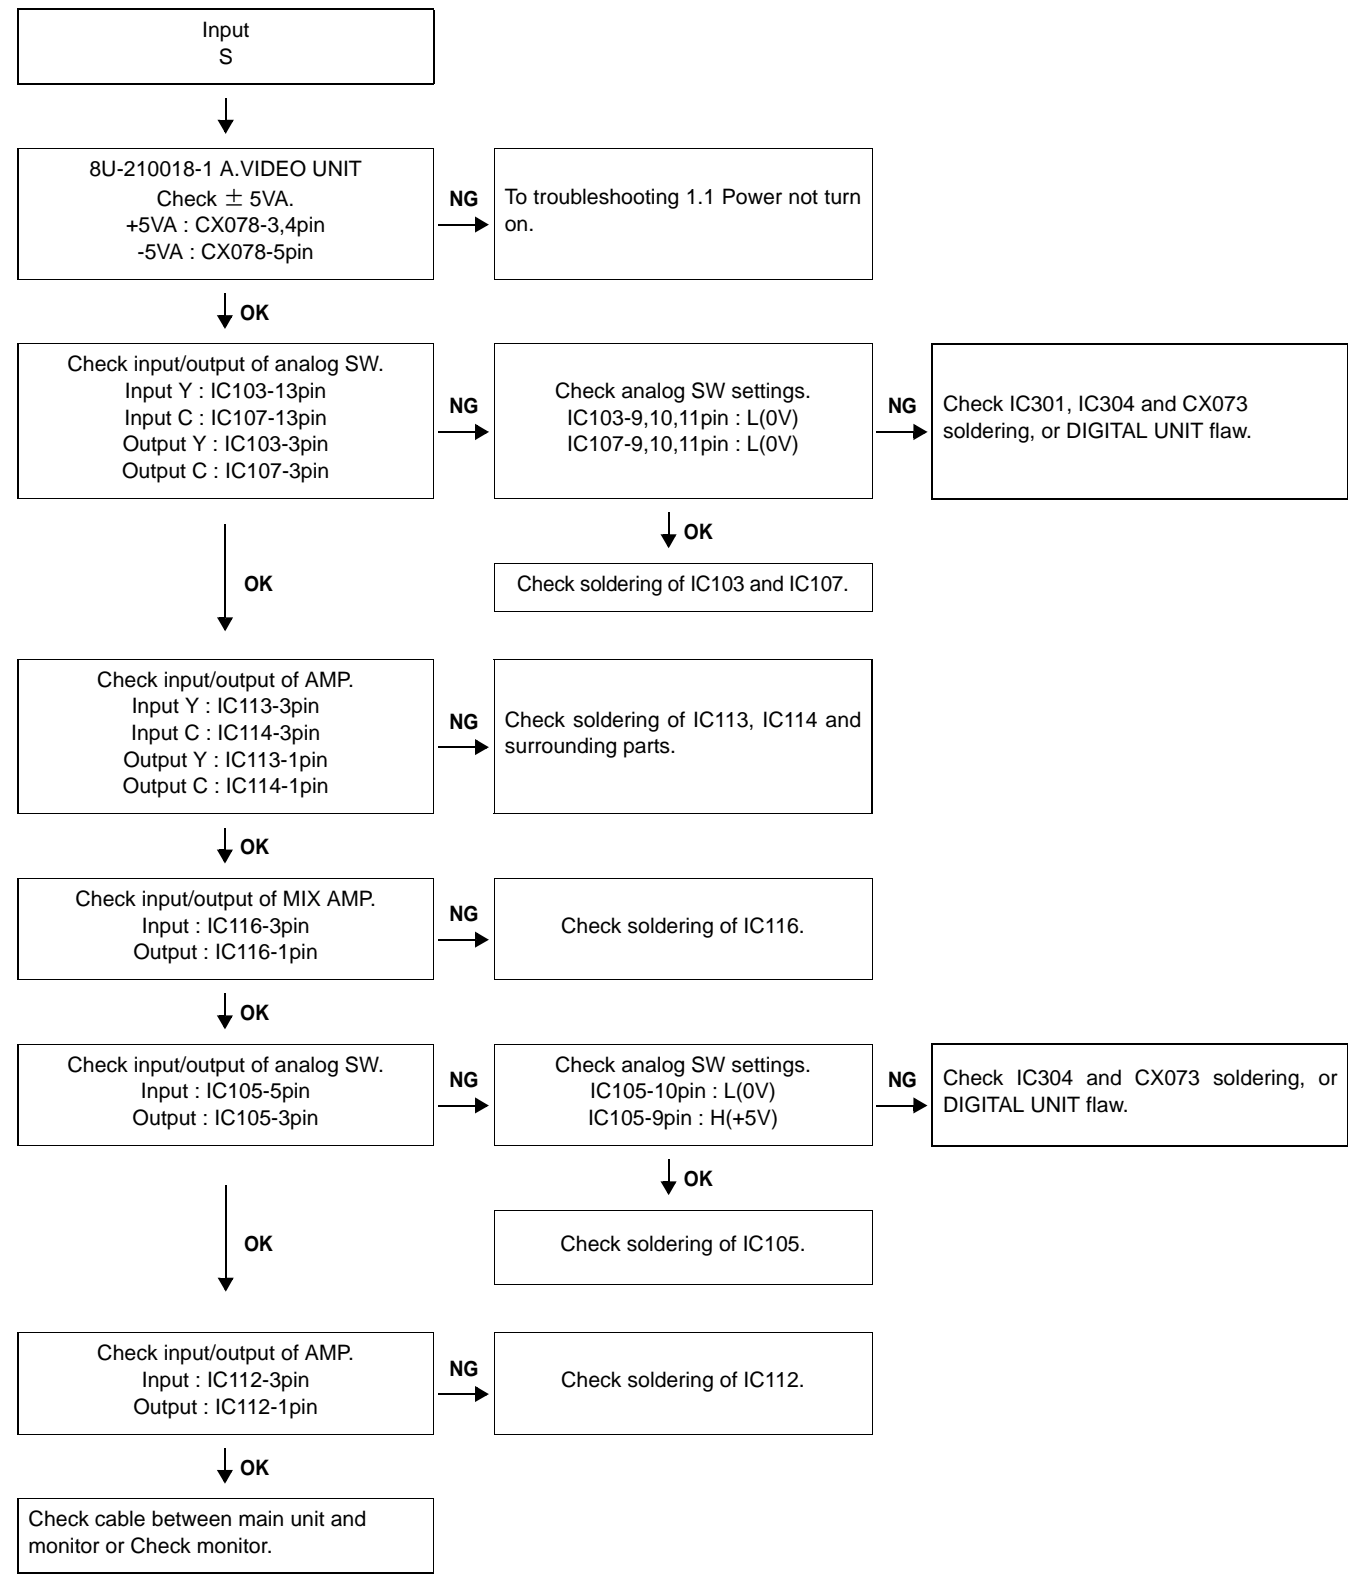 Input
S
8U-210018-1 A.VIDEO UNIT
Check ± 5VA.
+5VA : CX078-3,4pin
-5VA : CX078-5pin
NG
To troubleshooting 1.1 Power not turn
on.
OK
Check input/output of analog SW.
Input Y : IC103-13pin
Input C : IC107-13pin
Output Y : IC103-3pin
Output C : IC107-3pin
NG
Check analog SW settings.
IC103-9,10,11pin : L(0V)
IC107-9,10,11pin : L(0V)
NG
Check IC301, IC304 and CX073
soldering, or DIGITAL UNIT flaw.
OK
Check soldering of IC103 and IC107.
OK
Check input/output of AMP.
Input Y : IC113-3pin
Input C : IC114-3pin
Output Y : IC113-1pin
Output C : IC114-1pin
NG
Check soldering of IC113, IC114 and
surrounding parts.
OK
Check input/output of MIX AMP.
Input : IC116-3pin
Output : IC116-1pin
NG
Check soldering of IC116.
OK
Check input/output of analog SW.
Input : IC105-5pin
Output : IC105-3pin
NG
Check analog SW settings.
IC105-10pin : L(0V)
IC105-9pin : H(+5V)
NG
Check IC304 and CX073 soldering, or
DIGITAL UNIT flaw.
OK
Check soldering of IC105.
OK
Check input/output of AMP.
Input : IC112-3pin
Output : IC112-1pin
NG
Check soldering of IC112.
OK
Check cable between main unit and
monitor or Check monitor.